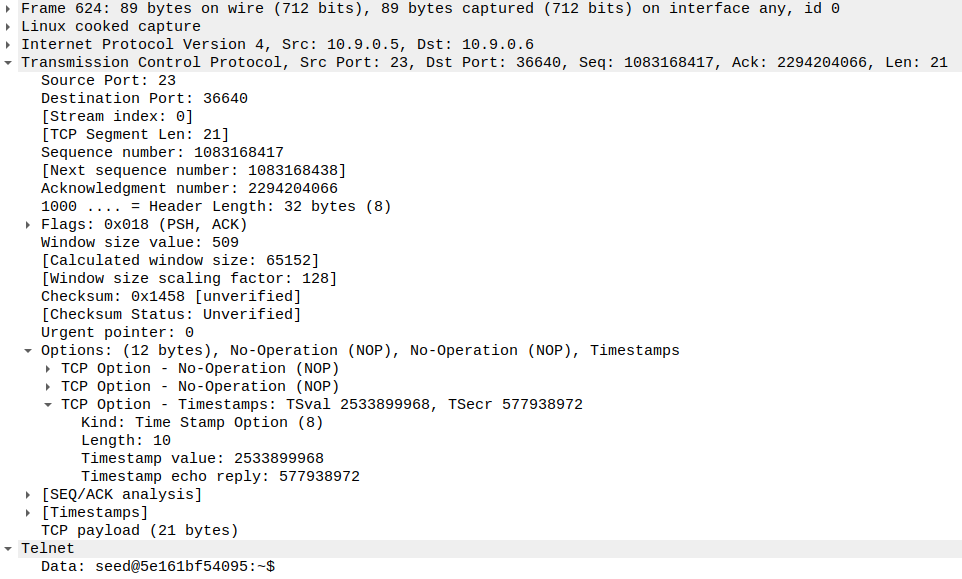 Frame 624: 89 bytes on wire (712 bits), 89 bytes captured (712 bits) on interface any, id 0
Linux cooked capture
Internet Protocol Version 4, Src: 10.9.0.5, Dst: 10.9.0.6
Transmission Control Protocol, Src Port: 23, Dst Port: 36640, Seq: 1083168417, Ack: 2294204066, Len: 21
Source Port: 23
Destination Port: 36640
[Stream index: 0]
[TCP Segment Len: 21]
Sequence number: 1083168417
[Next sequence number: 1083168438]
Acknowledgment number: 2294204066
1000 .... = Header Length: 32 bytes (8)
Flags: 0x018 (PSH, ACK)
Window size value: 509
[Calculated window size: 65152]
[Window size scaling factor: 128]
Checksum: 0x1458 [unverified]
[Checksum Status: Unverified]
Urgent pointer: 0
Options: (12 bytes), No-Operation (NOP), No-Operation (NOP), Timestamps
TCP Option - No-Operation (NOP)
TCP Option - No-Operation (NOP)
TCP Option - Timestamps: TSval 2533899968, TSecr 577938972
Kind: Time Stamp Option (8)
Length: 10
Timestamp value: 2533899968
Timestamp echo reply: 577938972
[SEQ/ACK analysis]
[Timestamps]
TCP payload (21 bytes)
Telnet
Data: seed@5e161bf54095:~$